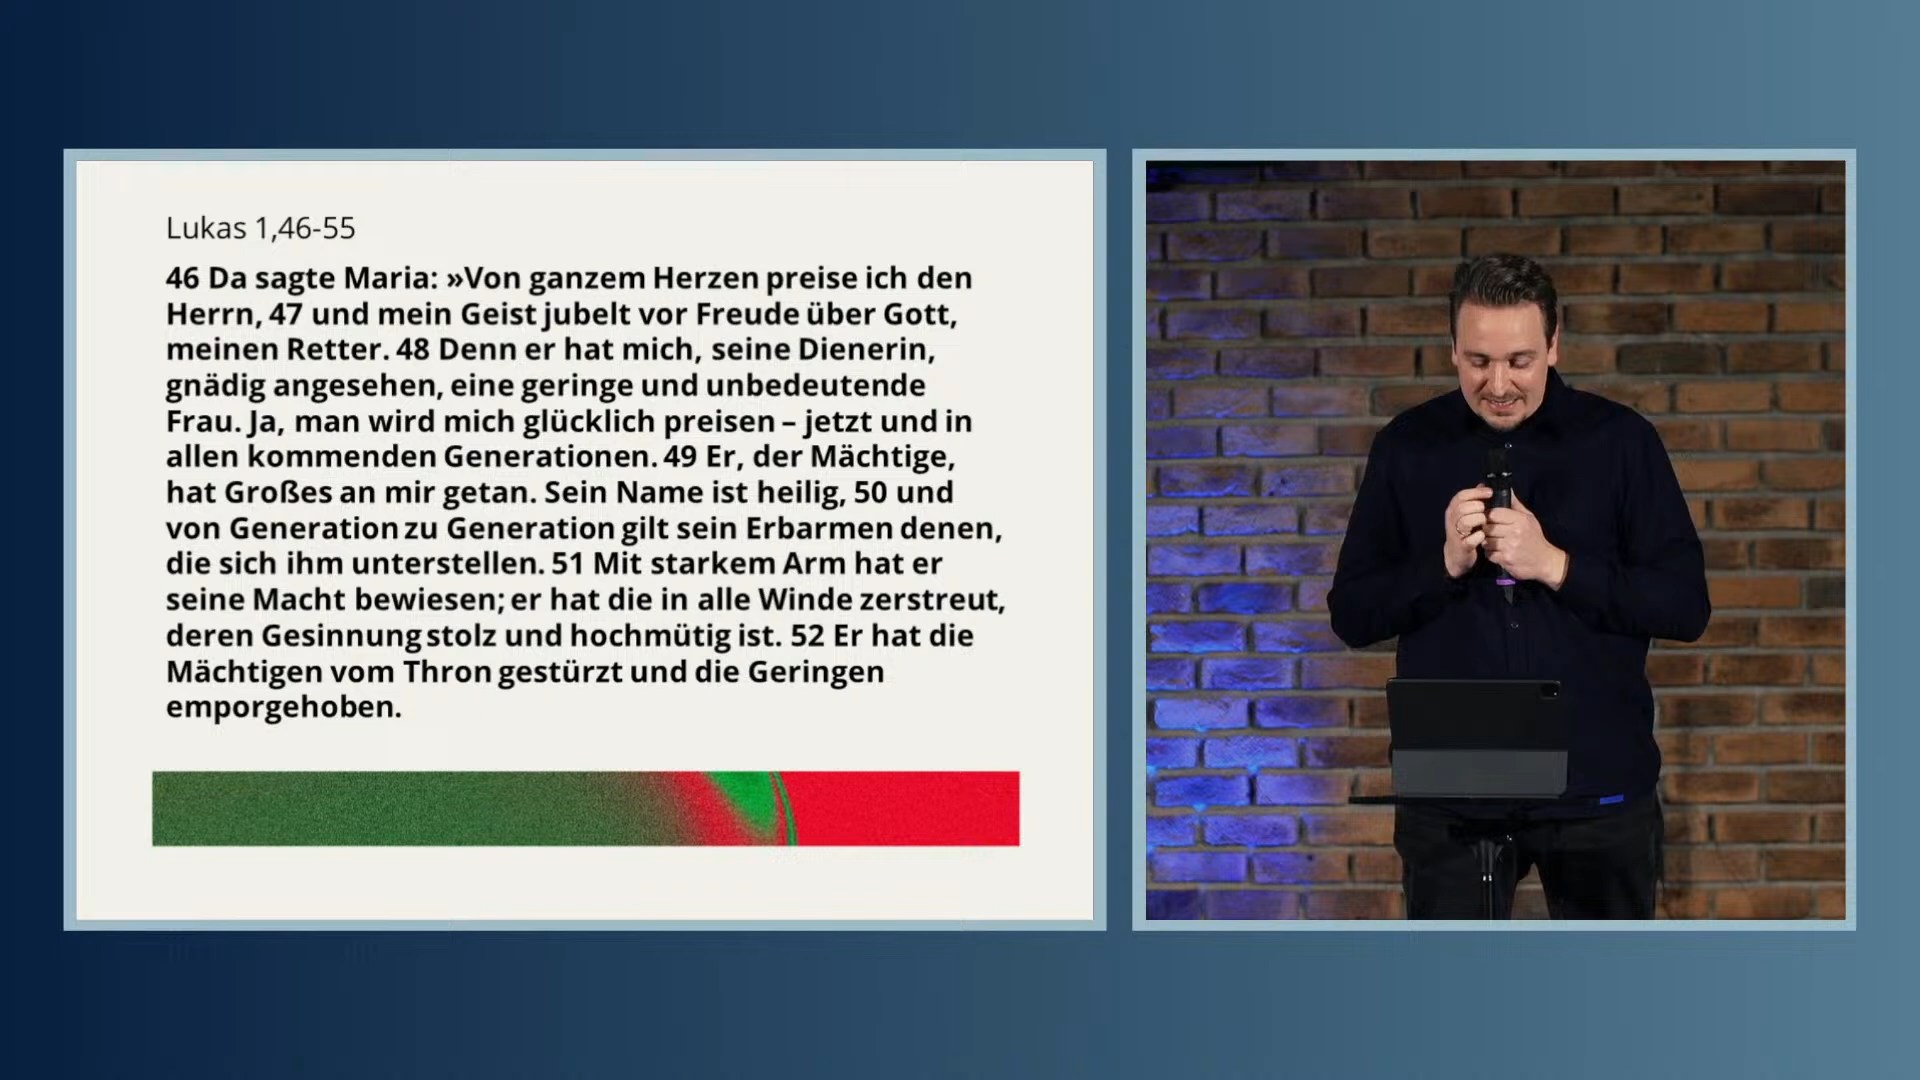 Lukas 1,46-55
46 Da sagte Maria: »Von ganzem Herzen preise ich den
Herrn, 47 und mein Geist jubelt vor Freude über Gott,
meinen Retter. 48 Denn er hat mich, seine Dienerin,
gnädig angesehen, eine geringe und unbedeutende
Frau. Ja, man wird mich glücklich preisen – jetzt und in
allen kommenden Generationen. 49 Er, der Mächtige,
hat Großes an mir getan. Sein Name ist heilig, 50 und
von Generation zu Generation gilt sein Erbarmen denen,
die sich ihm unterstellen. 51 Mit starkem Arm hat er
seine Macht bewiesen; er hat die in alle Winde zerstreut,
deren Gesinnung stolz und hochmütig ist. 52 Er hat die
Mächtigen vom Thron gestürzt und die Geringen
emporgehoben.